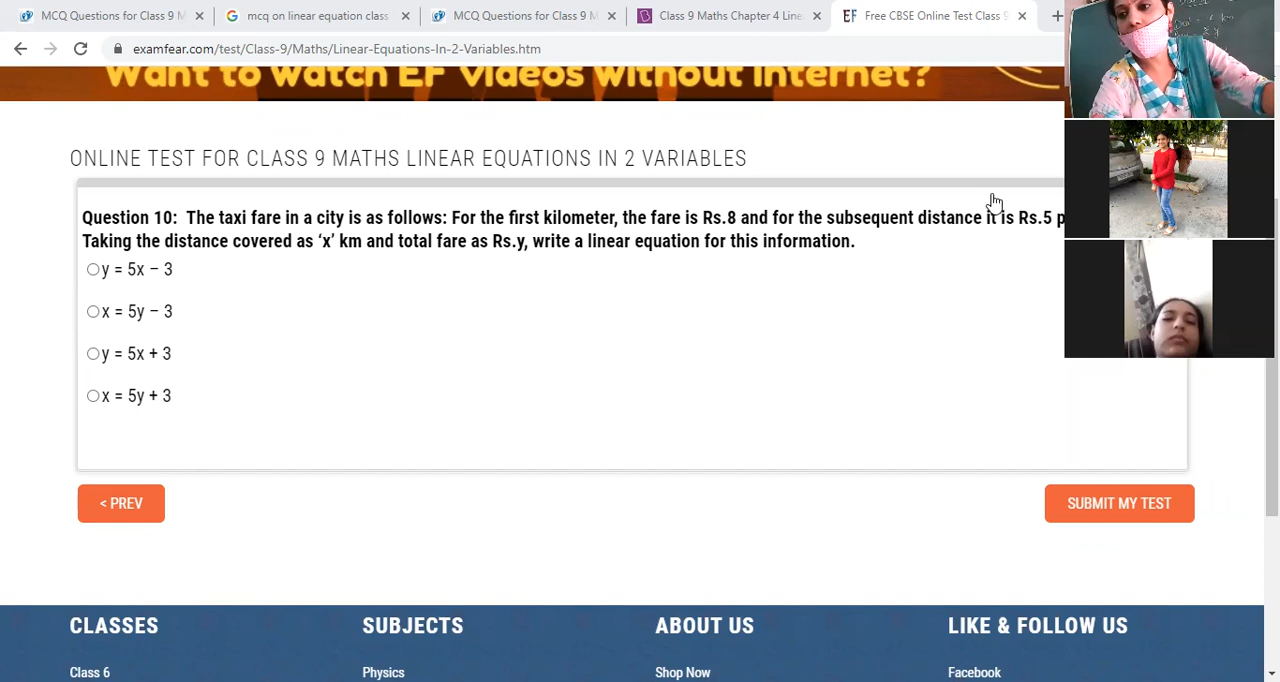 MCQ Questions for Class 9 M
mcq on linear equation class
MCQ Questions for Class 9 M
Class 9 Maths Chapter 4 Line
Free CBSE Online Test Class 9
examfear.com/test/Class-9/Maths/Linear-Equations-In-2-Variables.htm
Want to watch EF videos without internet?
ONLINE TEST FOR CLASS 9 MATHS LINEAR EQUATIONS IN 2 VARIABLES
Question 10: The taxi fare in a city is as follows: For the first kilometer, the fare is Rs.8 and for the subsequent distance it is Rs.5 p
Taking the distance covered as ‘x’ km and total fare as Rs.y, write a linear equation for this information.
y = 5x – 3
x = 5y – 3
y = 5x + 3
x = 5y + 3
< PREV
SUBMIT MY TEST
CLASSES
SUBJECTS
ABOUT US
LIKE & FOLLOW US
Class 6
Physics
Shop Now
Facebook